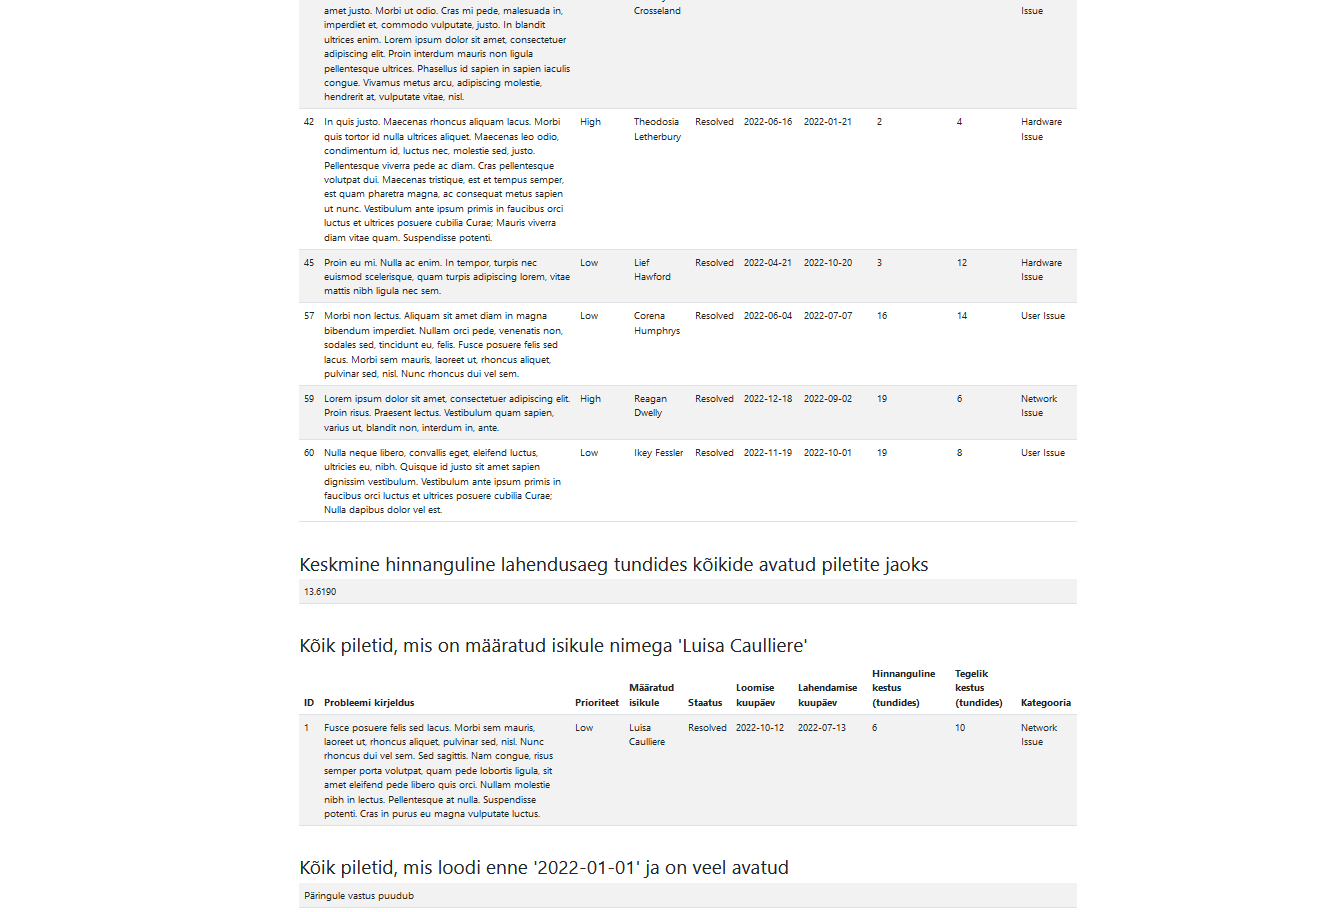 amet justo. Morbi ut odio. Cras mi pede, malesuada in, Crosseland Issue
imperdiet et, commodo vulputate, justo. In blandit
ultrices enim. Lorem ipsum dolor sit amet, consectetuer
adipiscing elit. Proin interdum mauris non ligula
pellentesque ultrices. Phasellus id sapien in sapien iaculis
congue. Vivamus metus arcu, adipiscing molestie,
hendrerit at, vulputate vitae, nisl.
42 In quis justo. Maecenas rhoncus aliquam lacus. Morbi High Theodosia Resolved 2022-06-16 2022-01-21 2 4 Hardware
quis tortor id nulla ultrices aliquet. Maecenas leo odio, Letherbury Issue
condimentum id, luctus nec, molestie sed, justo.
Pellentesque viverra pede ac diam. Cras pellentesque
volutpat dui. Maecenas tristique, est et tempus semper,
est quam pharetra magna, ac consequat metus sapien
ut nunc. Vestibulum ante ipsum primis in faucibus orci
luctus et ultrices posuere cubilia Curae; Mauris viverra
diam vitae quam. Suspendisse potenti.
45 Proin eu mi. Nulla ac enim. In tempor, turpis nec Low Lief Resolved 2022-04-21 2022-10-20 3 12 Hardware
euismod scelerisque, quam turpis adipiscing lorem, vitae Hawford Issue
mattis nibh ligula nec sem.
57 Morbi non lectus. Aliquam sit amet diam in magna Low Corena Resolved 2022-06-04 2022-07-07 16 14 User Issue
bibendum imperdiet. Nullam orci pede, venenatis non, Humphrys
sodales sed, tincidunt eu, felis. Fusce posuere felis sed
lacus. Morbi sem mauris, laoreet ut, rhoncus aliquet,
pulvinar sed, nisl. Nunc rhoncus dui vel sem.
59 Lorem ipsum dolor sit amet, consectetuer adipiscing elit. High Reagan Resolved 2022-12-18 2022-09-02 19 6 Network
Proin risus. Praesent lectus. Vestibulum quam sapien, Dwelly Issue
varius ut, blandit non, interdum in, ante.
60 Nulla neque libero, convallis eget, eleifend luctus, Low Ikey Fessler Resolved 2022-11-19 2022-10-01 19 8 User Issue
ultricies eu, nibh. Quisque id justo sit amet sapien
dignissim vestibulum. Vestibulum ante ipsum primis in
faucibus orci luctus et ultrices posuere cubilia Curae;
Nulla dapibus dolor vel est.
Keskmine hinnanguline lahendusaeg tundides kõikide avatud piletite jaoks
13.6190
Kõik piletid, mis on määratud isikule nimega 'Luisa Caulliere'
Hinnanguline Tegelik
Määratud Loomise Lahendamise kestus kestus
ID Probleemi kirjeldus Prioriteet isikule Staatus kuupäev kuupäev (tundides) (tundides) Kategooria
1 Fusce posuere felis sed lacus. Morbi sem mauris, Low Luisa Resolved 2022-10-12 2022-07-13 6 10 Network
laoreet ut, rhoncus aliquet, pulvinar sed, nisl. Nunc Caulliere Issue
rhoncus dui vel sem. Sed sagittis. Nam congue, risus
semper porta volutpat, quam pede lobortis ligula, sit
amet eleifend pede libero quis orci. Nullam molestie
nibh in lectus. Pellentesque at nulla. Suspendisse
potenti. Cras in purus eu magna vulputate luctus.
Kõik piletid, mis loodi enne '2022-01-01' ja on veel avatud
Päringule vastus puudub